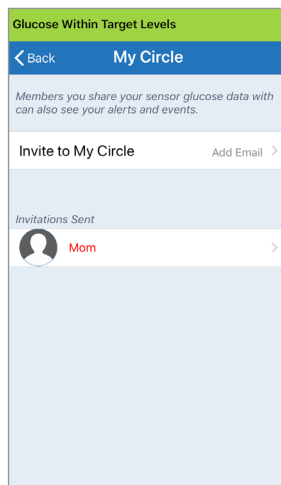 Glucose Within Target Levels
Back My Circle
Members you share your sensor glucose data with
can also see your alerts and events.
Invite to My Circle Add Email
Invitations Sent
Mom